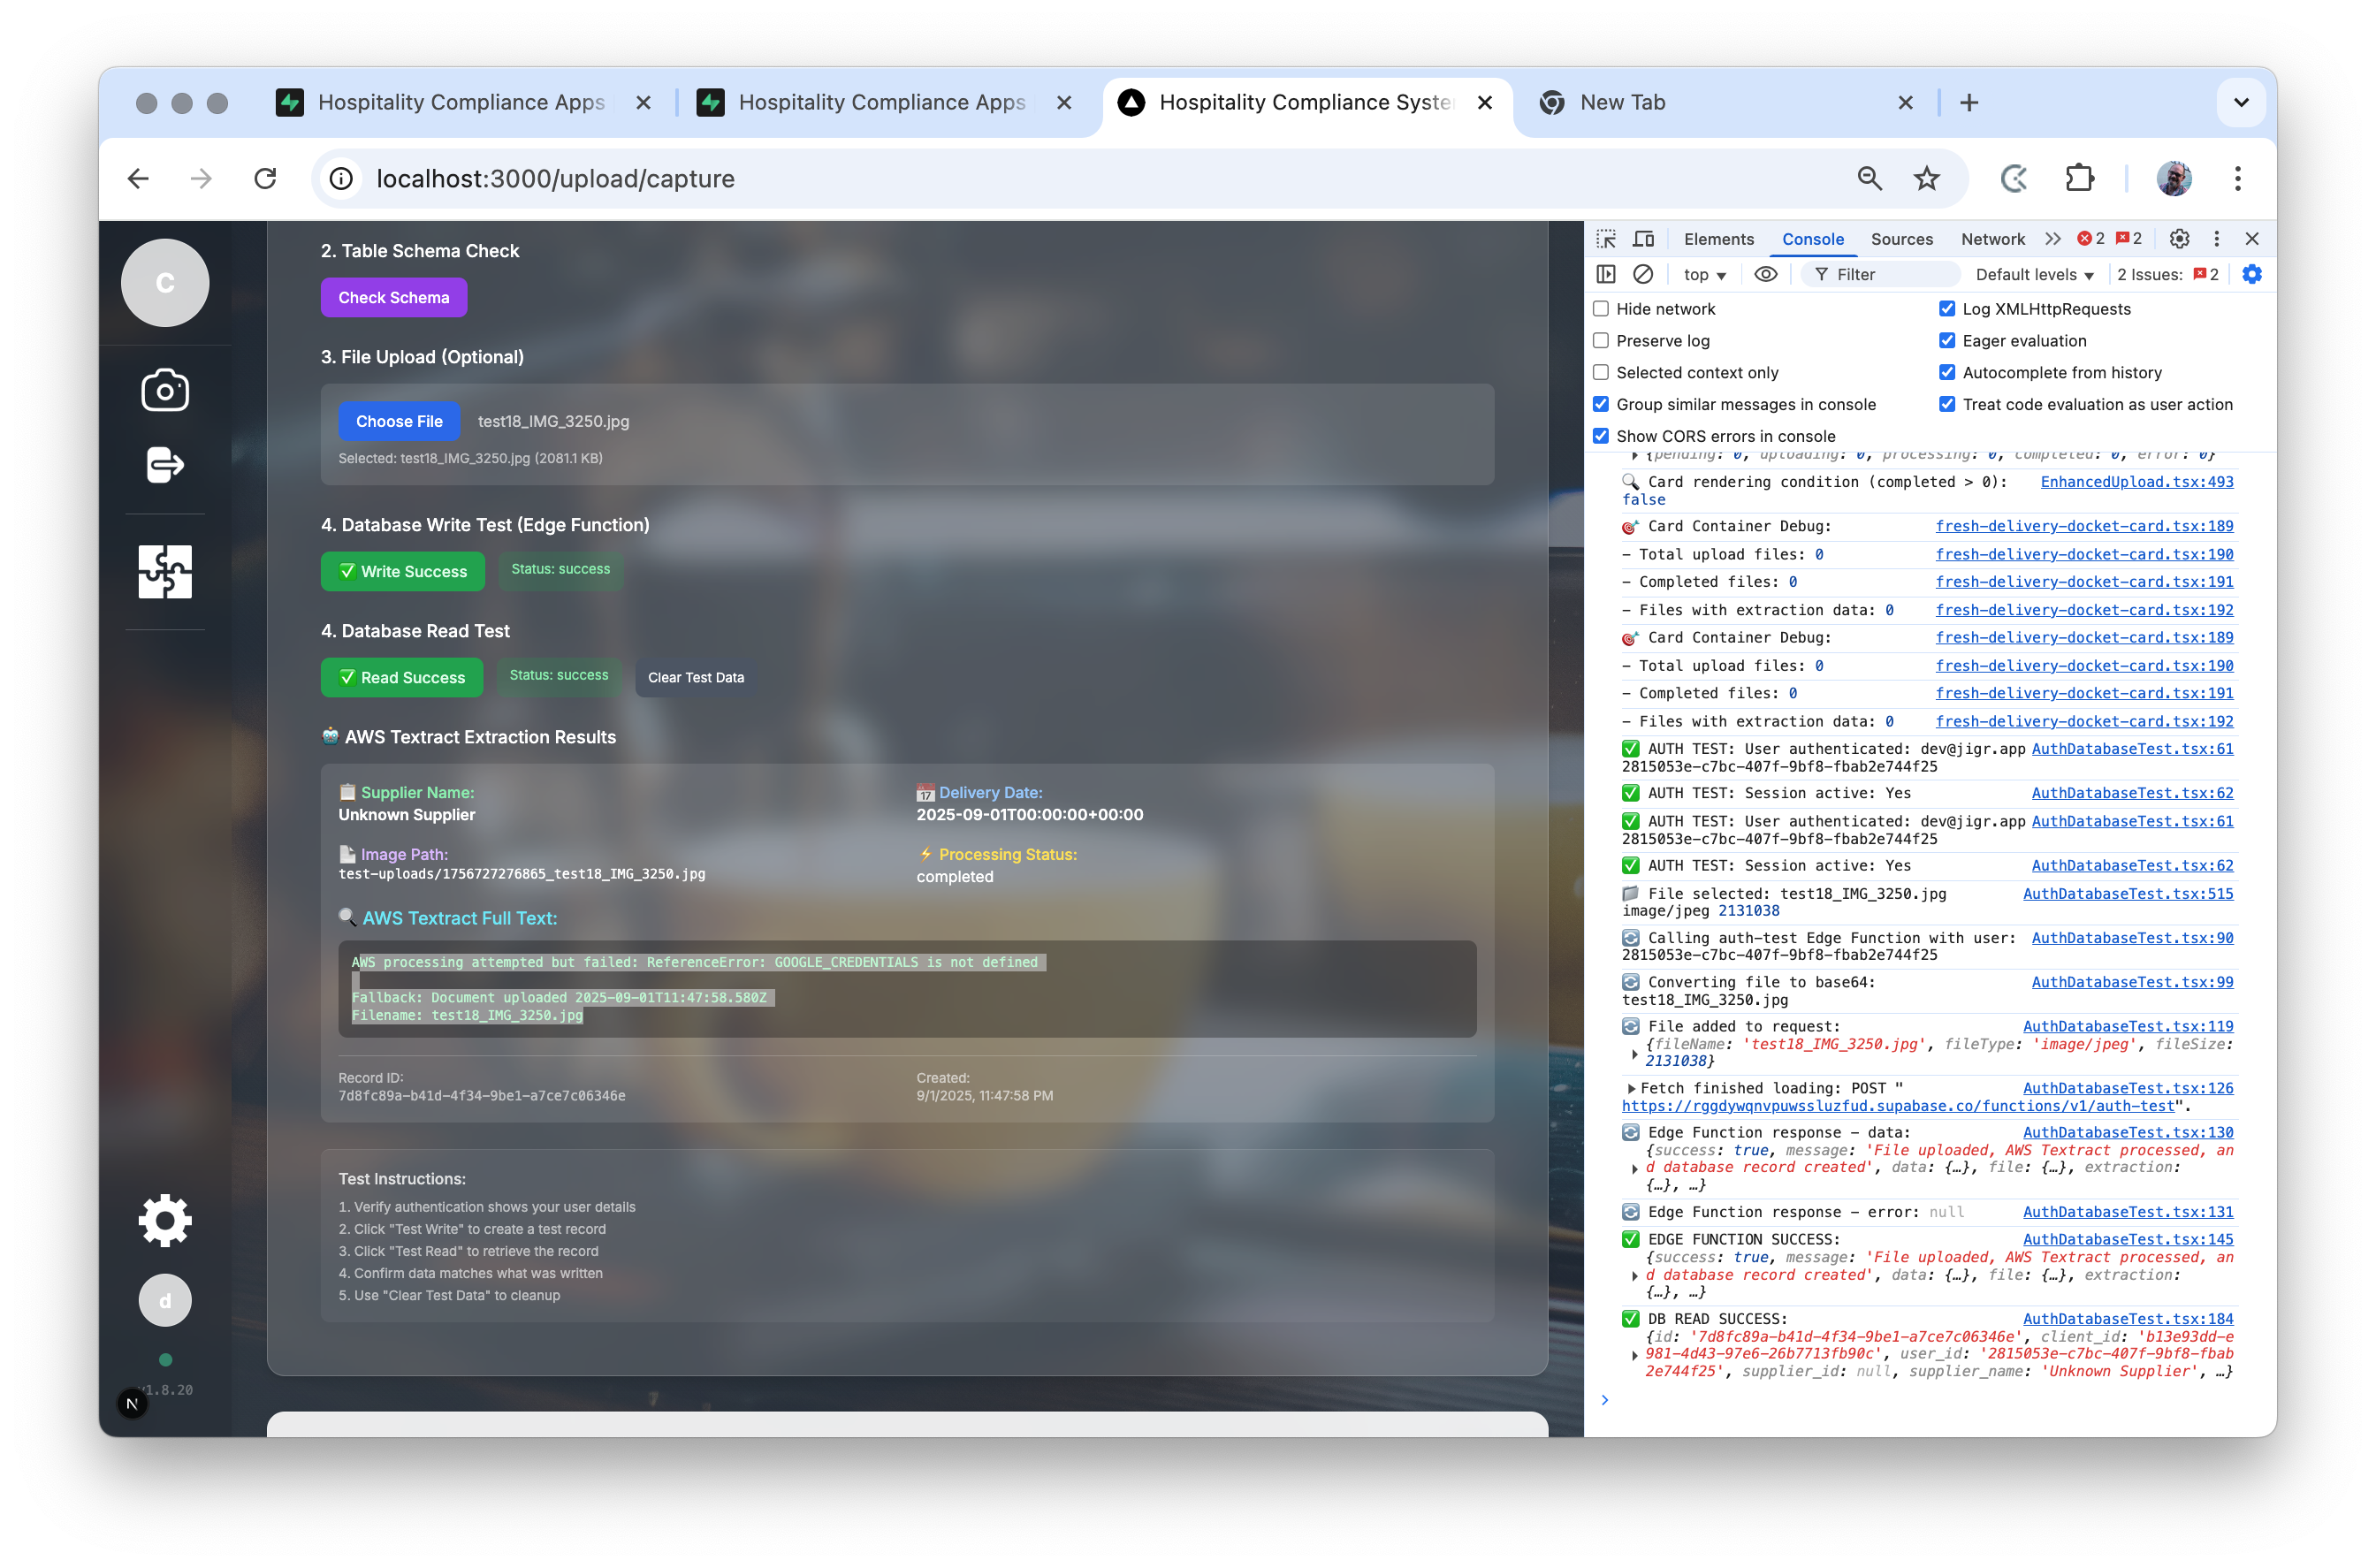 Hospitality Compliance Apps
Hospitality Compliance Apps
Hospitality Compliance Syste
New Tab
localhost:3000/upload/capture
C
2. Table Schema Check
Check Schema
3. File Upload (Optional)
Choose File test18_IMG_3250.jpg
Selected: test18_IMG_3250.jpg (2081.1 KB)
4. Database Write Test (Edge Function)
✅ Write Success Status: success
4. Database Read Test
✅ Read Success Status: success Clear Test Data
🤖 AWS Textract Extraction Results
📋 Supplier Name:
Unknown Supplier
📅 Delivery Date:
2025-09-01T00:00:00+00:00
📄 Image Path:
test-uploads/1756727276865_test18_IMG_3250.jpg
⚡ Processing Status:
completed
🔍 AWS Textract Full Text:
AWS processing attempted but failed: ReferenceError: GOOGLE_CREDENTIALS is not defined
Fallback: Document uploaded 2025-09-01T11:47:58.580Z
Filename: test18_IMG_3250.jpg
Record ID:
7d8fc89a-b41d-4f34-9be1-a7ce7c06346e
Created:
9/1/2025, 11:47:58 PM
Test Instructions:
1. Verify authentication shows your user details
2. Click "Test Write" to create a test record
3. Click "Test Read" to retrieve the record
4. Confirm data matches what was written
5. Use "Clear Test Data" to cleanup
d
v1.8.20
N
Elements Console Sources Network 2 2
top Filter Default levels 2 Issues: 2
Hide network Log XMLHttpRequests
Preserve log Eager evaluation
Selected context only Autocomplete from history
Group similar messages in console Treat code evaluation as user action
Show CORS errors in console
{pending: 0, uploading: 0, processing: 0, completed: 0, error: 0}
🔍 Card rendering condition (completed > 0): EnhancedUpload.tsx:493
false
🎯 Card Container Debug: fresh-delivery-docket-card.tsx:189
- Total upload files: 0 fresh-delivery-docket-card.tsx:190
- Completed files: 0 fresh-delivery-docket-card.tsx:191
- Files with extraction data: 0 fresh-delivery-docket-card.tsx:192
🎯 Card Container Debug: fresh-delivery-docket-card.tsx:189
- Total upload files: 0 fresh-delivery-docket-card.tsx:190
- Completed files: 0 fresh-delivery-docket-card.tsx:191
- Files with extraction data: 0 fresh-delivery-docket-card.tsx:192
✅ AUTH TEST: User authenticated: dev@jigr.app AuthDatabaseTest.tsx:61
2815053e-c7bc-407f-9bf8-fbab2e744f25
✅ AUTH TEST: Session active: Yes AuthDatabaseTest.tsx:62
✅ AUTH TEST: User authenticated: dev@jigr.app AuthDatabaseTest.tsx:61
2815053e-c7bc-407f-9bf8-fbab2e744f25
✅ AUTH TEST: Session active: Yes AuthDatabaseTest.tsx:62
📁 File selected: test18_IMG_3250.jpg AuthDatabaseTest.tsx:515
image/jpeg 2131038
🔄 Calling auth-test Edge Function with user: AuthDatabaseTest.tsx:90
2815053e-c7bc-407f-9bf8-fbab2e744f25
🔄 Converting file to base64: AuthDatabaseTest.tsx:99
test18_IMG_3250.jpg
🔄 File added to request: AuthDatabaseTest.tsx:119
{fileName: 'test18_IMG_3250.jpg', fileType: 'image/jpeg', fileSize:
2131038}
Fetch finished loading: POST " AuthDatabaseTest.tsx:126
https://rggdywqnvpuwssluzfud.supabase.co/functions/v1/auth-test".
🔄 Edge Function response - data: AuthDatabaseTest.tsx:130
{success: true, message: 'File uploaded, AWS Textract processed, an
d database record created', data: {…}, file: {…}, extraction:
{…}, …}
🔄 Edge Function response - error: null AuthDatabaseTest.tsx:131
✅ EDGE FUNCTION SUCCESS: AuthDatabaseTest.tsx:145
{success: true, message: 'File uploaded, AWS Textract processed, an
d database record created', data: {…}, file: {…}, extraction:
{…}, …}
✅ DB READ SUCCESS: AuthDatabaseTest.tsx:184
{id: '7d8fc89a-b41d-4f34-9be1-a7ce7c06346e', client_id: 'b13e93dd-e
981-4d43-97e6-26b7713fb90c', user_id: '2815053e-c7bc-407f-9bf8-fbab
2e744f25', supplier_id: null, supplier_name: 'Unknown Supplier', …}